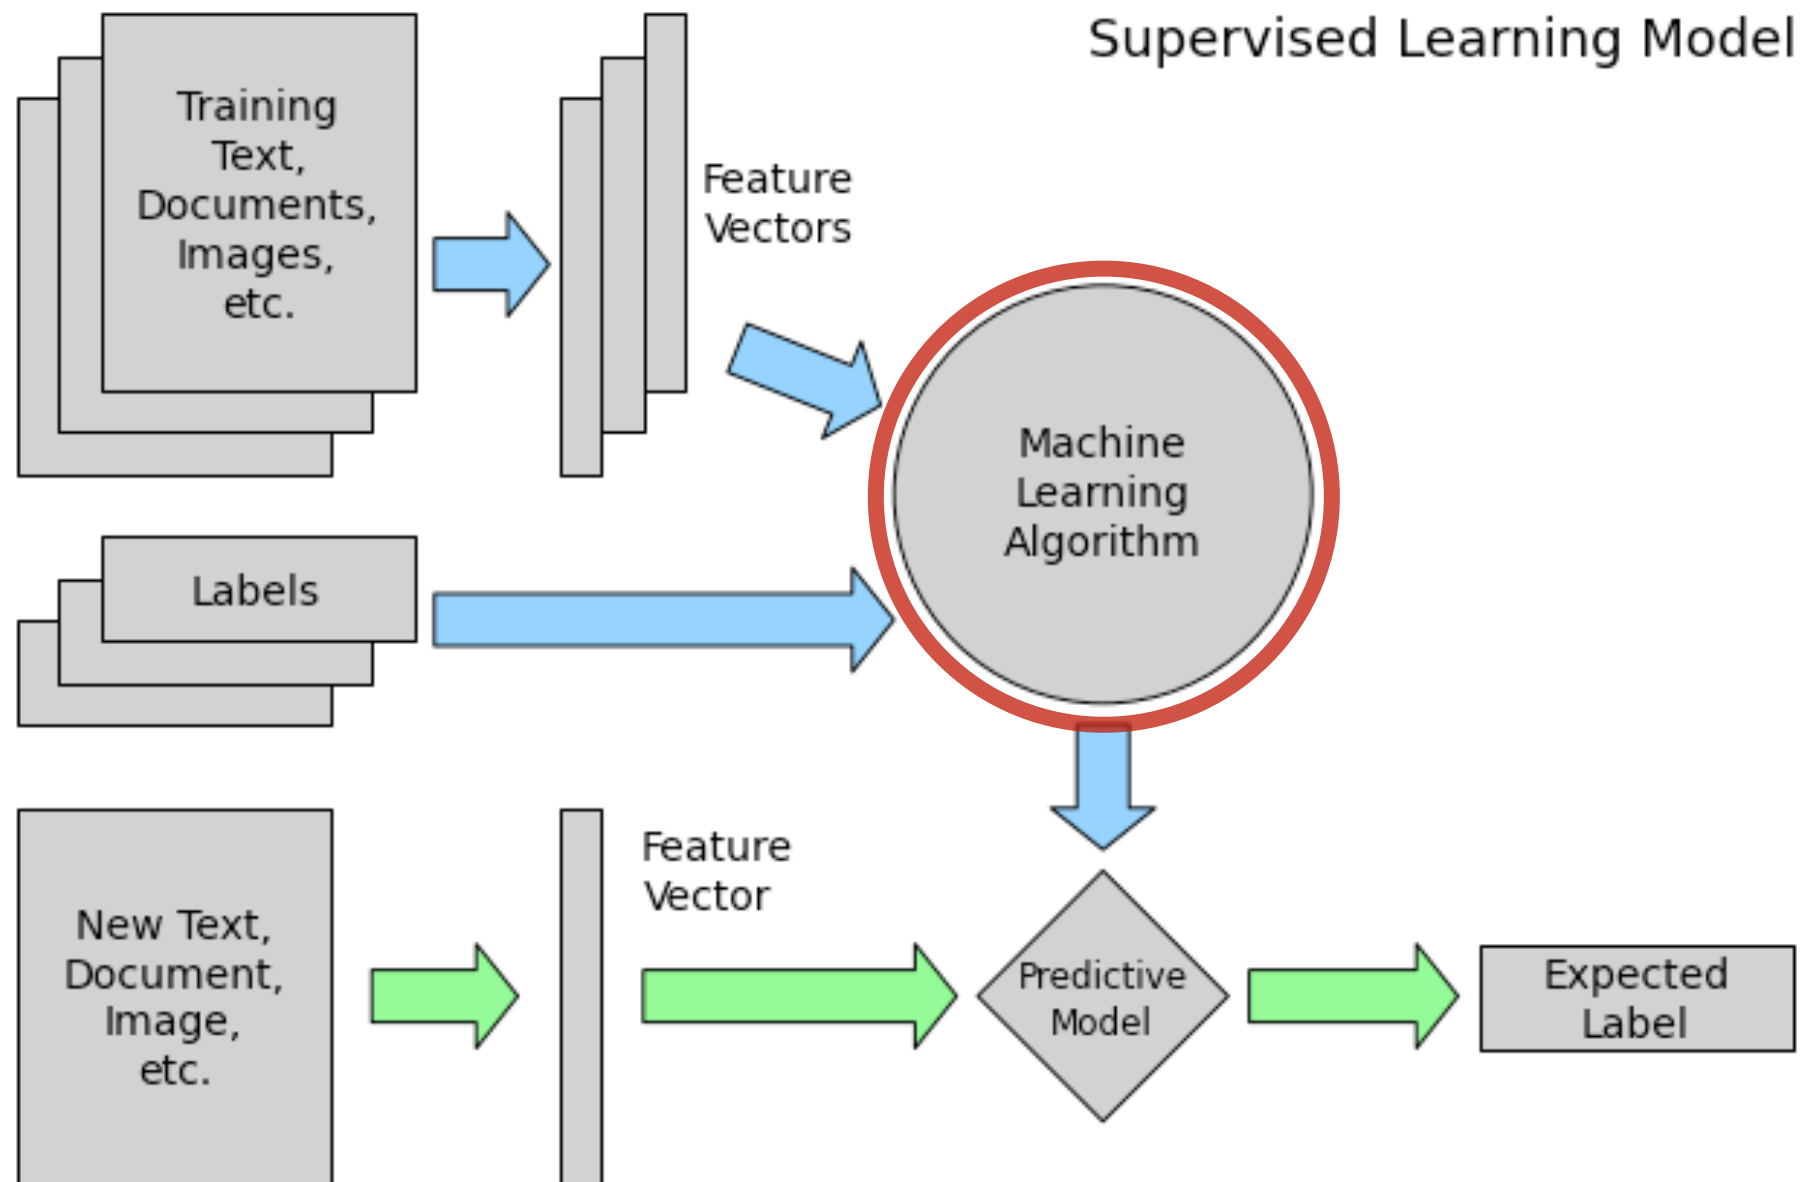 Supervised Learning Model
Training
Text,
Documents,
Images,
etc.
Feature
Vectors
Machine
Learning
Algorithm
Labels
Feature
Vector
New Text,
Document,
Image,
etc.
Predictive
Model
Expected
Label